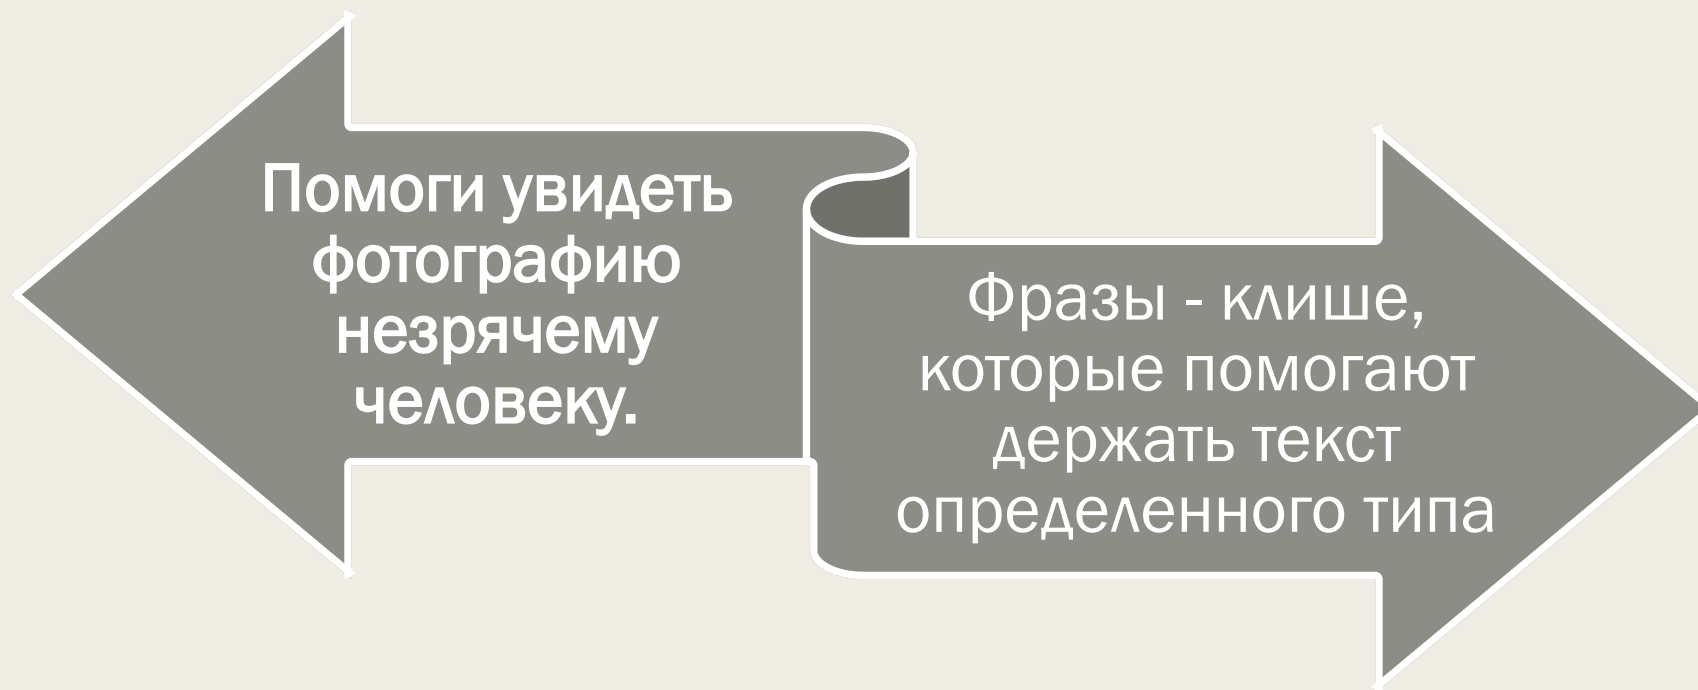 Помоги увидеть
фотографию
незрячему
человеку.
Фразы - клише,
которые помогают
держать текст
определенного типа